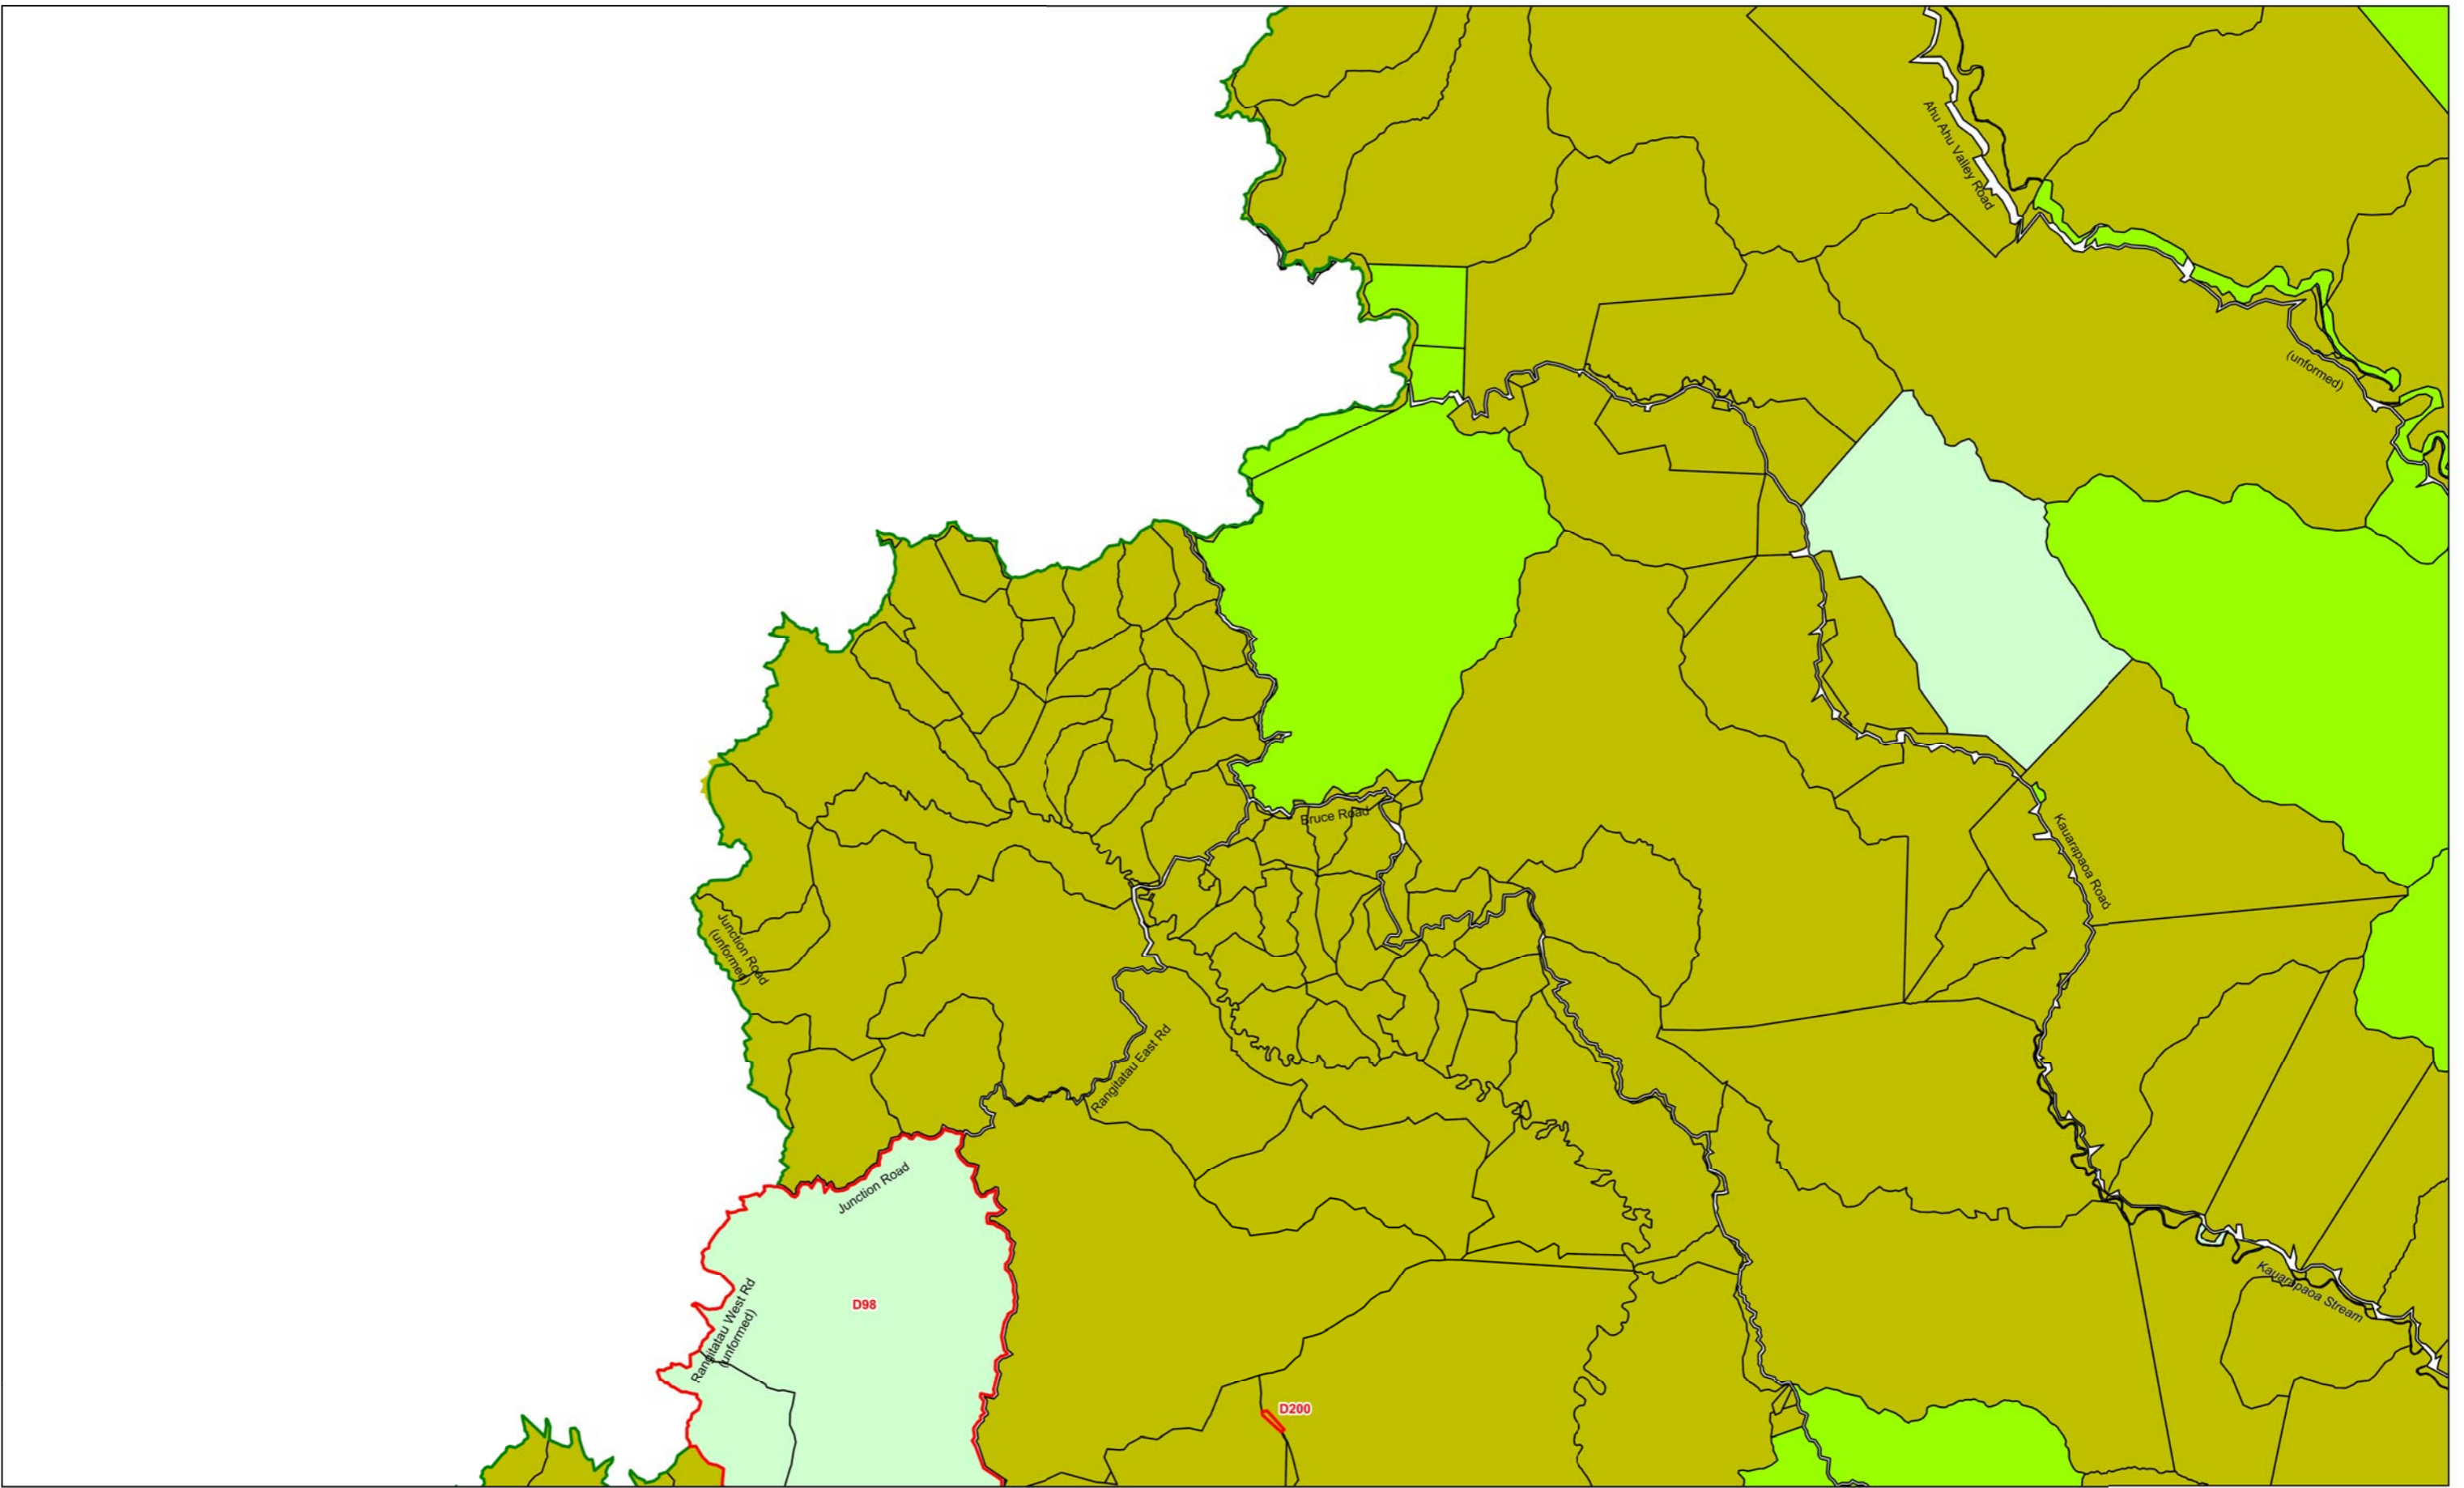 Ahu Ahu Valley Road
(unformed)
Bruce Road
Kauarapaoa Road
Junction Road
(unformed)
Rangitatau East Rd
Junction Road
Rangitatau West Rd
(unformed)
D98
Kauarapaoa Stream
D200